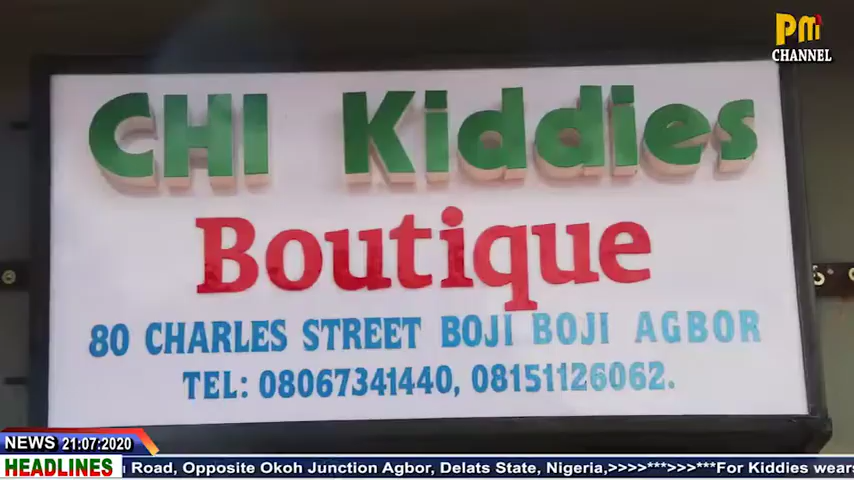 PMi
CHANNEL
CHI Kiddies
Boutique
80 CHARLES STREET BOJI BOJI AGBOR
TEL: 08067341440, 08151126062.
NEWS 21:07:2020
HEADLINES
Road, Opposite Okoh Junction Agbor, Delats State, Nigeria,>>>>***>>>***For Kiddies wears